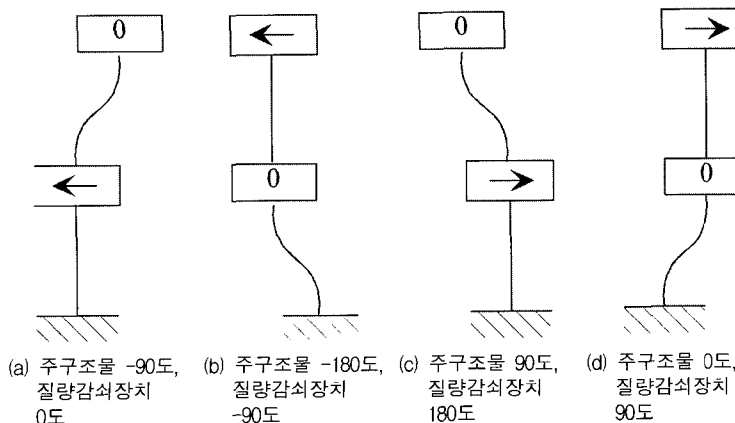 0
0
0
0
(a) 주구조물 -90도,
질량감쇠장치
0도
(b) 주구조물 -180도,
질량감쇠장치
-90도
(c) 주구조물 90도,
질량감쇠장치
180도
(d) 주구조물 0도,
질량감쇠장치
90도